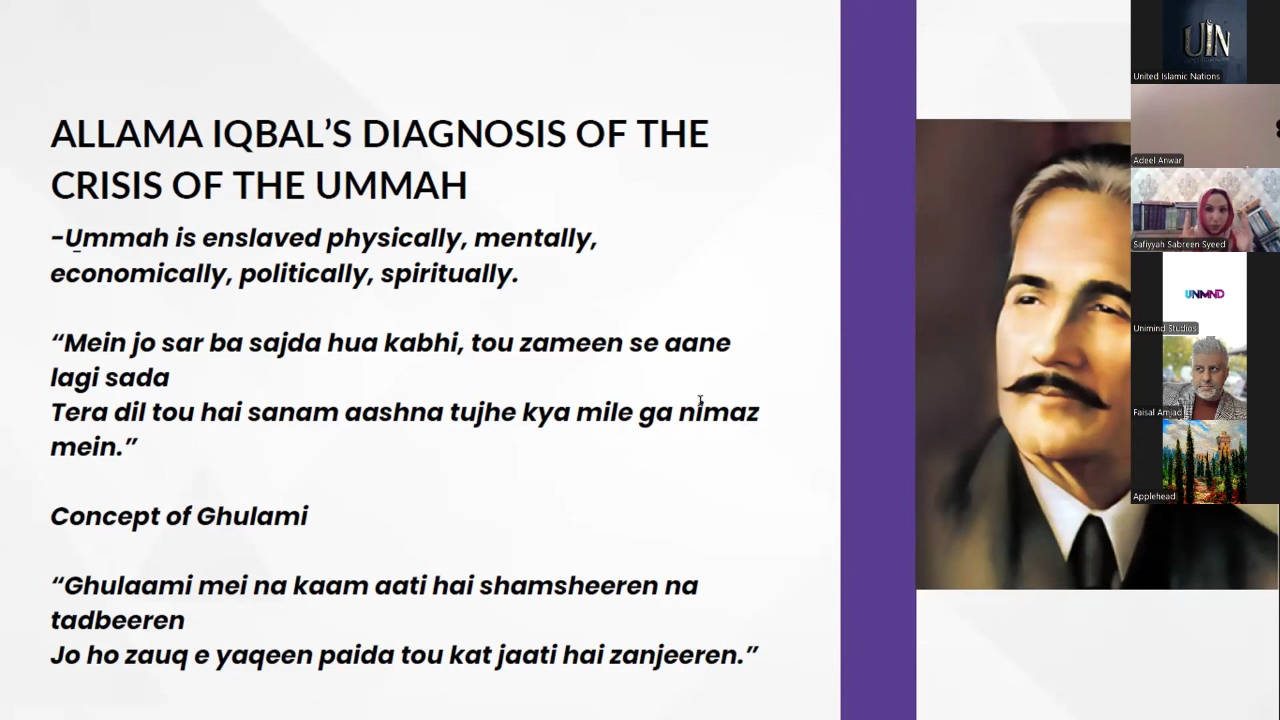 ALLAMA IQBAL’S DIAGNOSIS OF THE
CRISIS OF THE UMMAH
-Ummah is enslaved physically, mentally,
economically, politically, spiritually.
“Mein jo sar ba sajda hua kabhi, tou zameen se aane
lagi sada
Tera dil tou hai sanam aashna tujhe kya mile ga nimaz
mein.”
Concept of Ghulami
“Ghulaami mei na kaam aati hai shamsheeren na
tadbeeren
Jo ho zauq e yaqeen paida tou kat jaati hai zanjeeren.”
UIN
United Islamic Nations
Adeel Anwar
Safiyyah Sabreen Syeed
UNMND
Unimind Studios
Faisal Amjad
Applehead